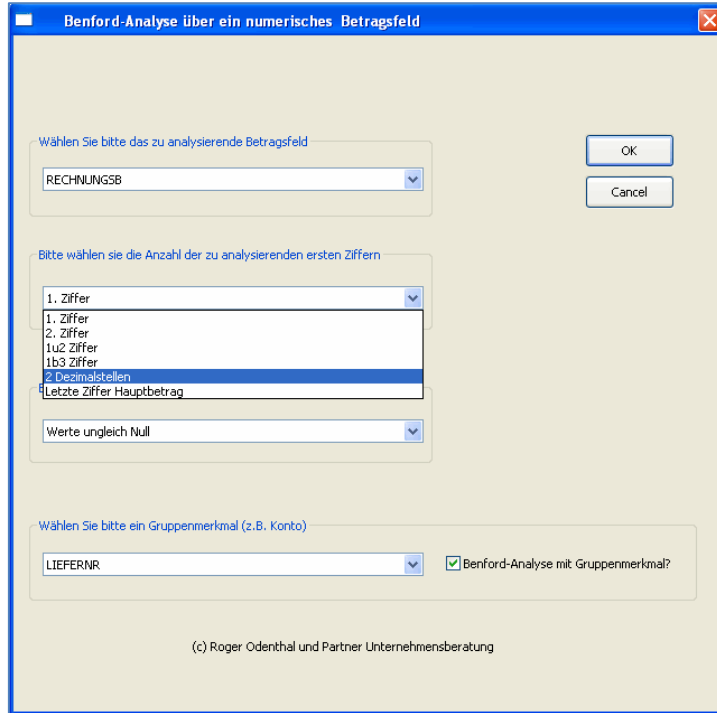 Benford-Analyse über ein numerisches Betragsfeld
Wählen Sie bitte das zu analysierende Betragsfeld
RECHNUNGSB
OK
Cancel
Bitte wählen sie die Anzahl der zu analysierenden ersten Ziffern
1. Ziffer
1. Ziffer
2. Ziffer
1u2 Ziffer
1b3 Ziffer
2 Dezimalstellen
Letzte Ziffer Hauptbetrag
Werte ungleich Null
Wählen Sie bitte ein Gruppenmerkmal (z.B. Konto)
LIEFERNR
Benford-Analyse mit Gruppenmerkmal?
(c) Roger Odenthal und Partner Unternehmensberatung